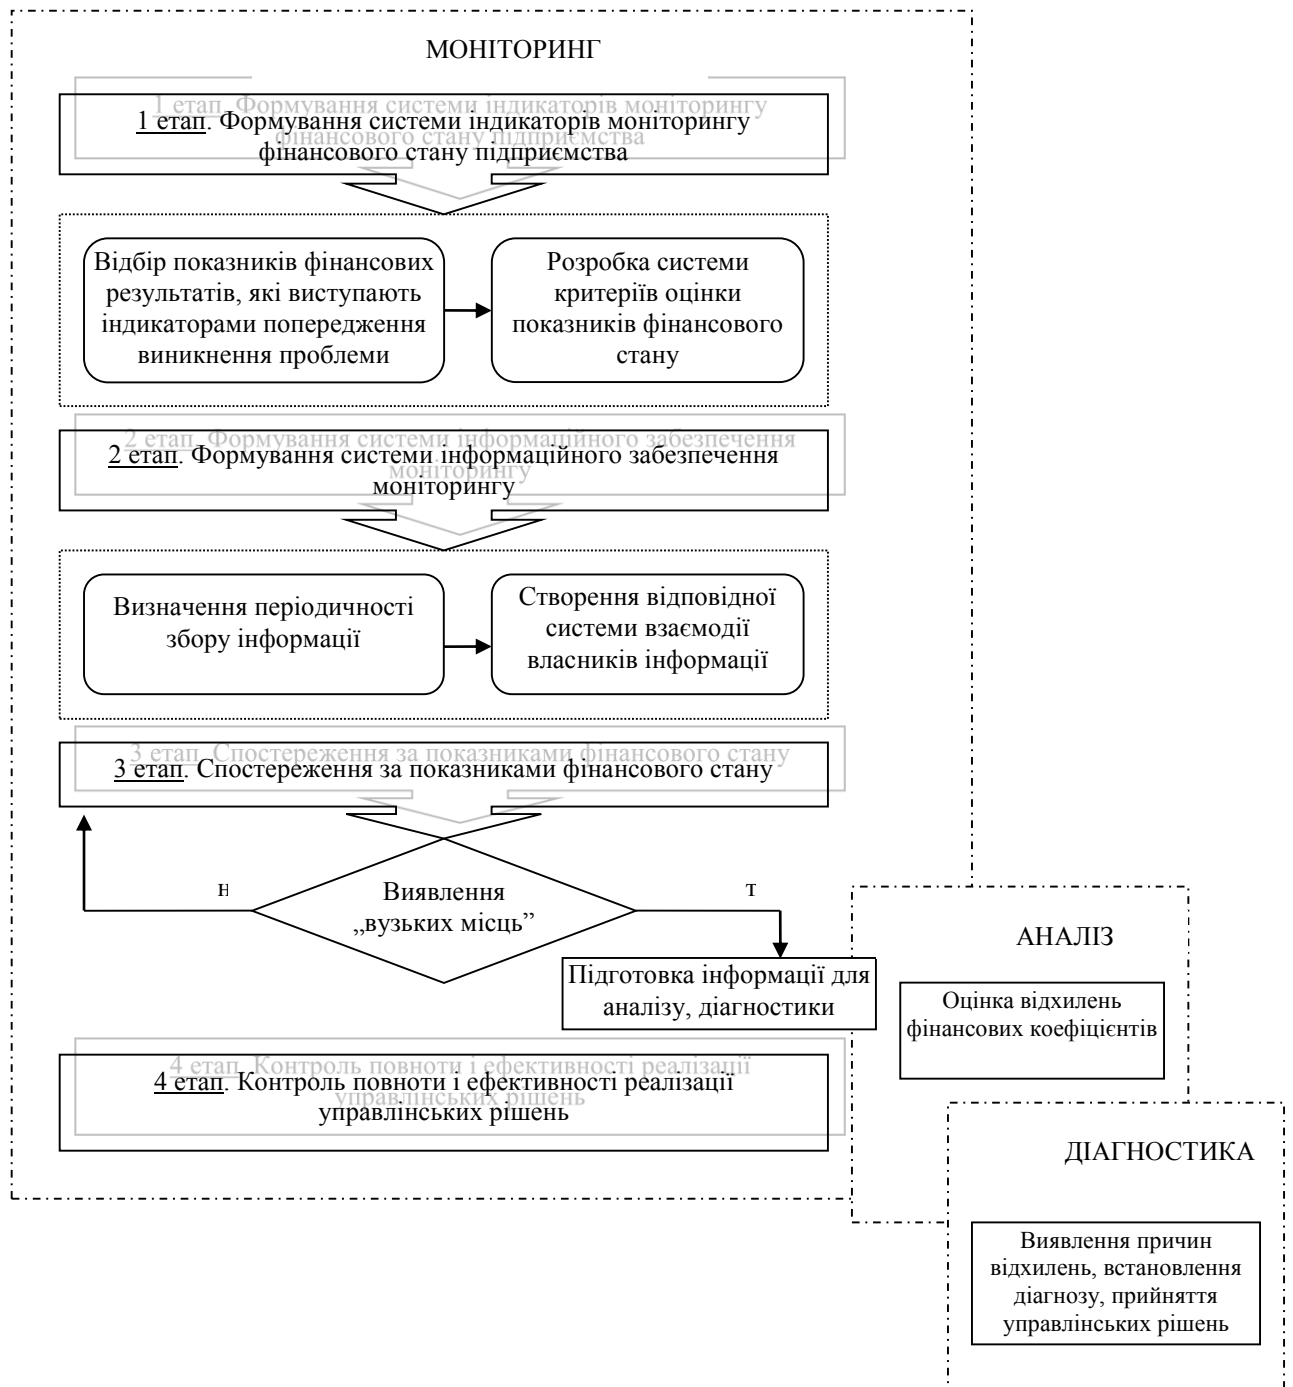 МОНІТОРИНГ
1 етап. Формування системи індикаторів моніторингу
фінансового стану підприємства
Відбір показників фінансових
результатів, які виступають
індикаторами попередження
виникнення проблеми
Розробка системи
критеріїв оцінки
показників фінансового
стану
2 етап. Формування системи інформаційного забезпечення
моніторингу
Визначення періодичності
збору інформації
Створення відповідної
системи взаємодії
власників інформації
3 етап. Спостереження за показниками фінансового стану
н
Виявлення
„вузьких місць”
т
Підготовка інформації для
аналізу, діагностики
АНАЛІЗ
Оцінка відхилень
фінансових коефіцієнтів
4 етап. Контроль повноти і ефективності реалізації
управлінських рішень
ДІАГНОСТИКА
Виявлення причин
відхилень, встановлення
діагнозу, прийняття
управлінських рішень